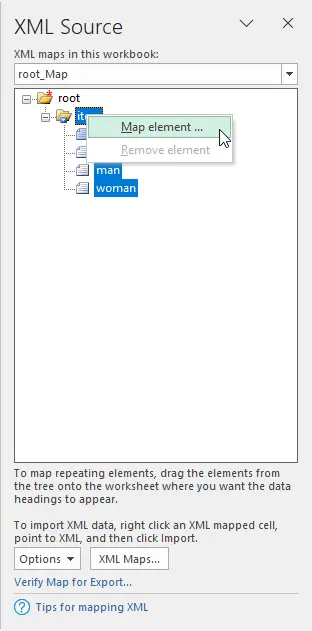 XML Source
XML maps in this workbook:
root_Map
root
Map element ...
Remove element
man
woman
To map repeating elements, drag the elements from
the tree onto the worksheet where you want the data
headings to appear.
To import XML data, right click an XML mapped cell,
point to XML, and then click Import.
Options
XML Maps...
Verify Map for Export...
Tips for mapping XML